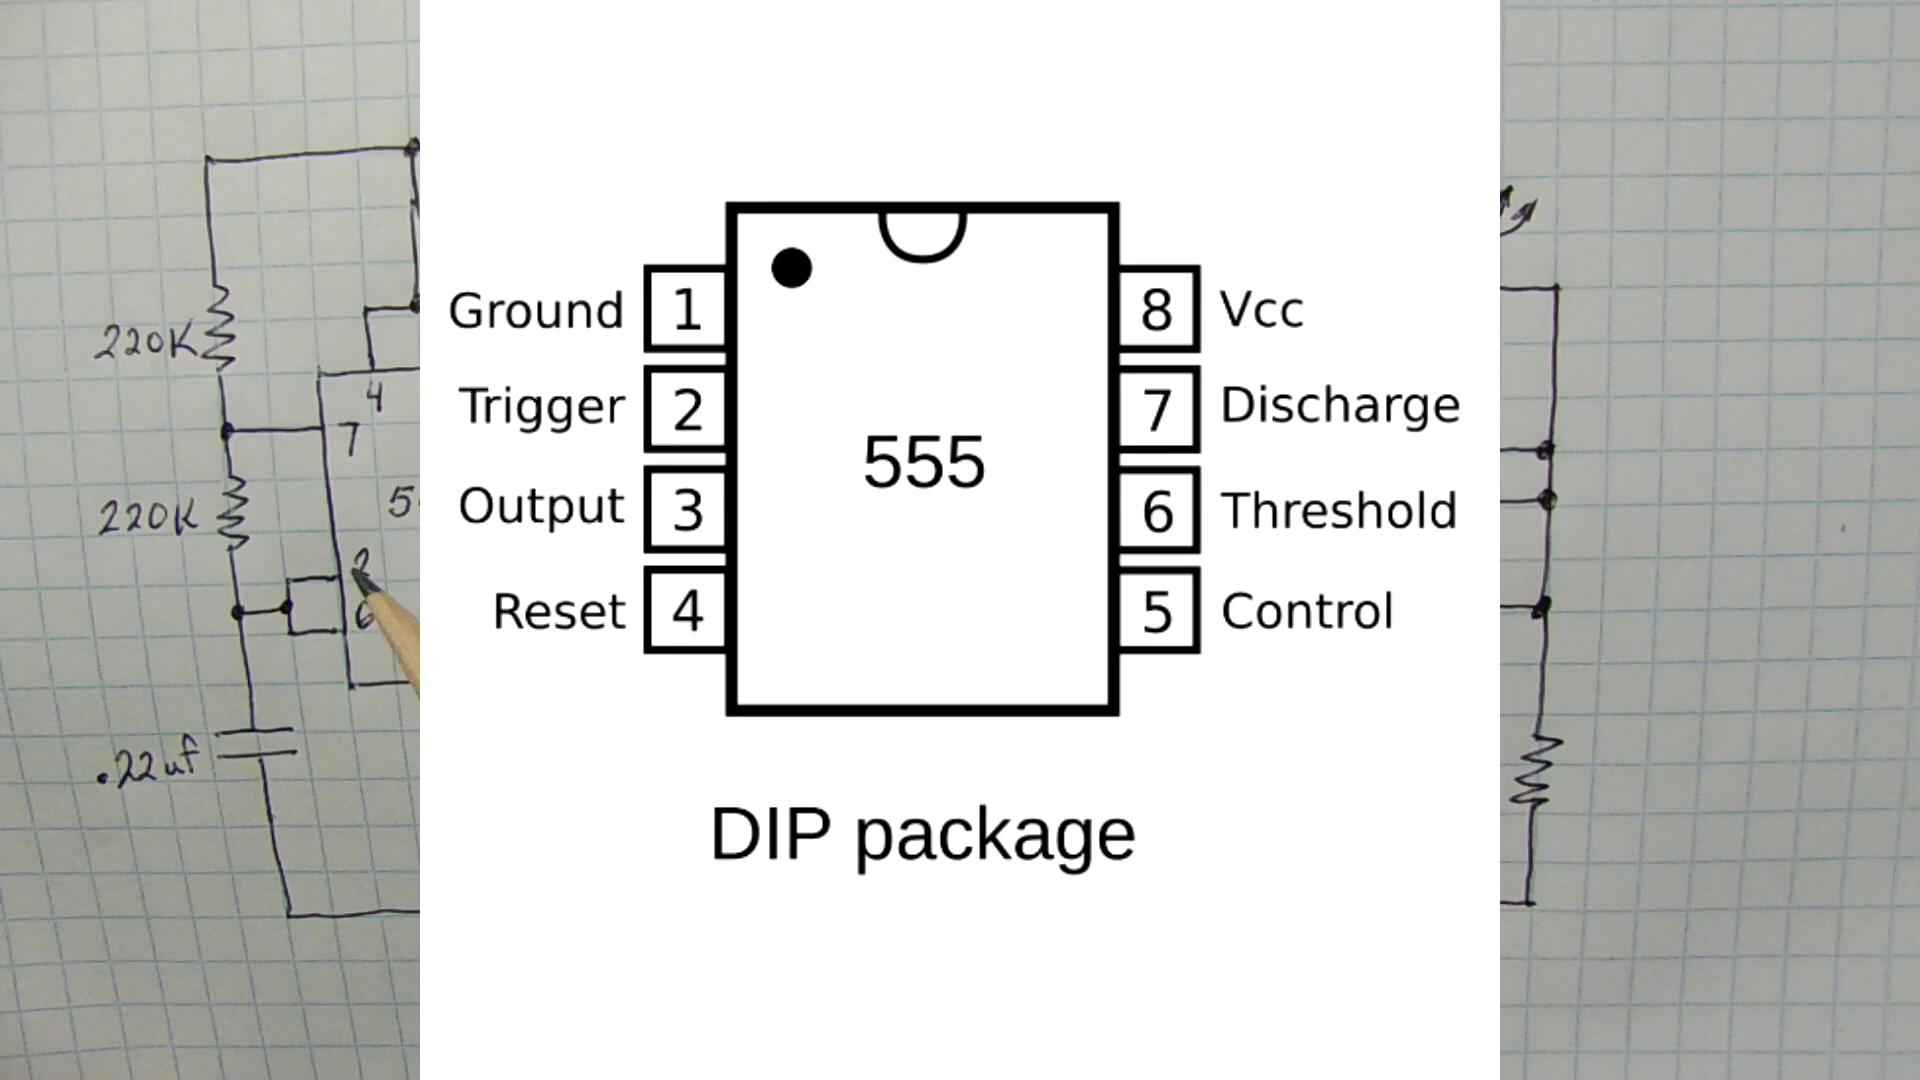 220K
4
7
220K
5
2
6
.22uf
Ground 1
Trigger 2
Output 3
Reset 4
555
8 Vcc
7 Discharge
6 Threshold
5 Control
DIP package